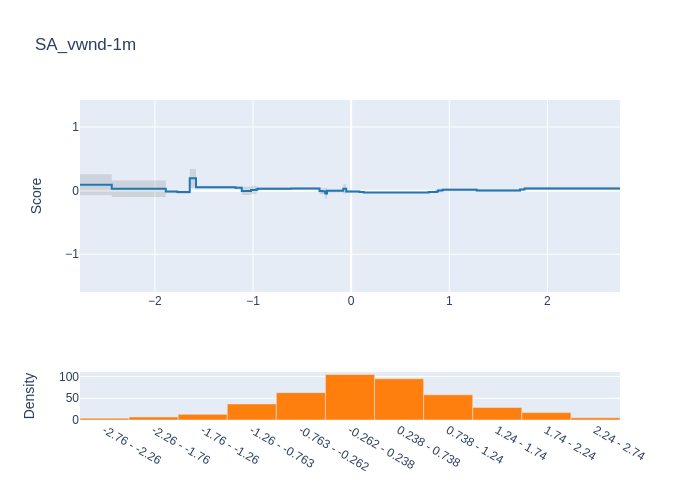 SA_vwnd-1m
Score
1
0
−1
−2
−1
0
1
2
Density
100
50
0
-2.76 - -2.26
-2.26 - -1.76
-1.76 - -1.26
-1.26 - -0.763
-0.763 - -0.262
-0.262 - 0.238
0.238 - 0.738
0.738 - 1.24
1.24 - 1.74
1.74 - 2.24
2.24 - 2.74